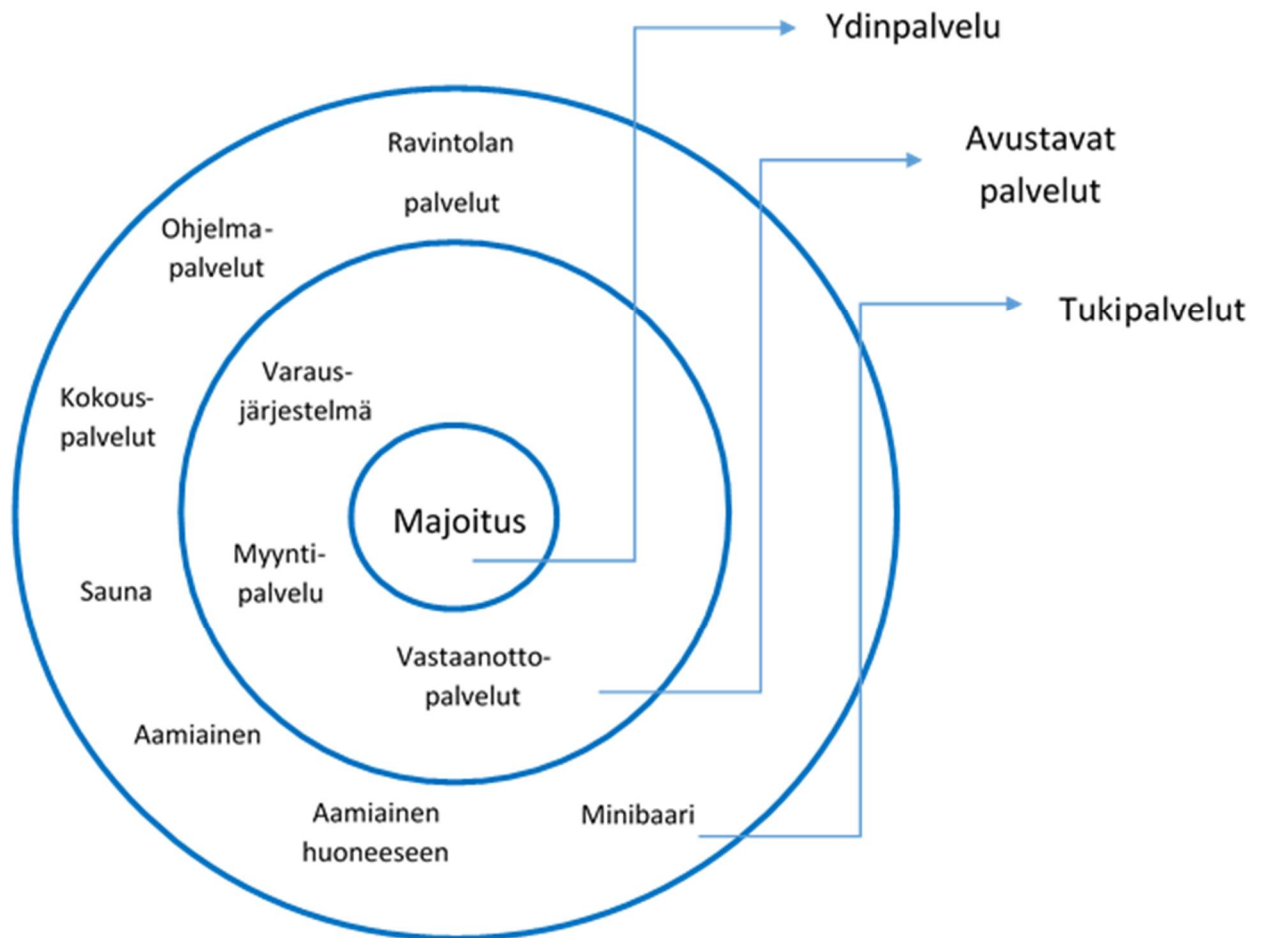 Ydinpalvelu
Avustavat
palvelut
Tukipalvelut
Ravintolan
palvelut
Ohjelma-
palvelut
Kokous-
palvelut
Sauna
Aamiainen
Aamiainen
huoneeseen
Minibaari
Varaus-
järjestelmä
Myynti-
palvelu
Vastaanotto-
palvelut
Majoitus